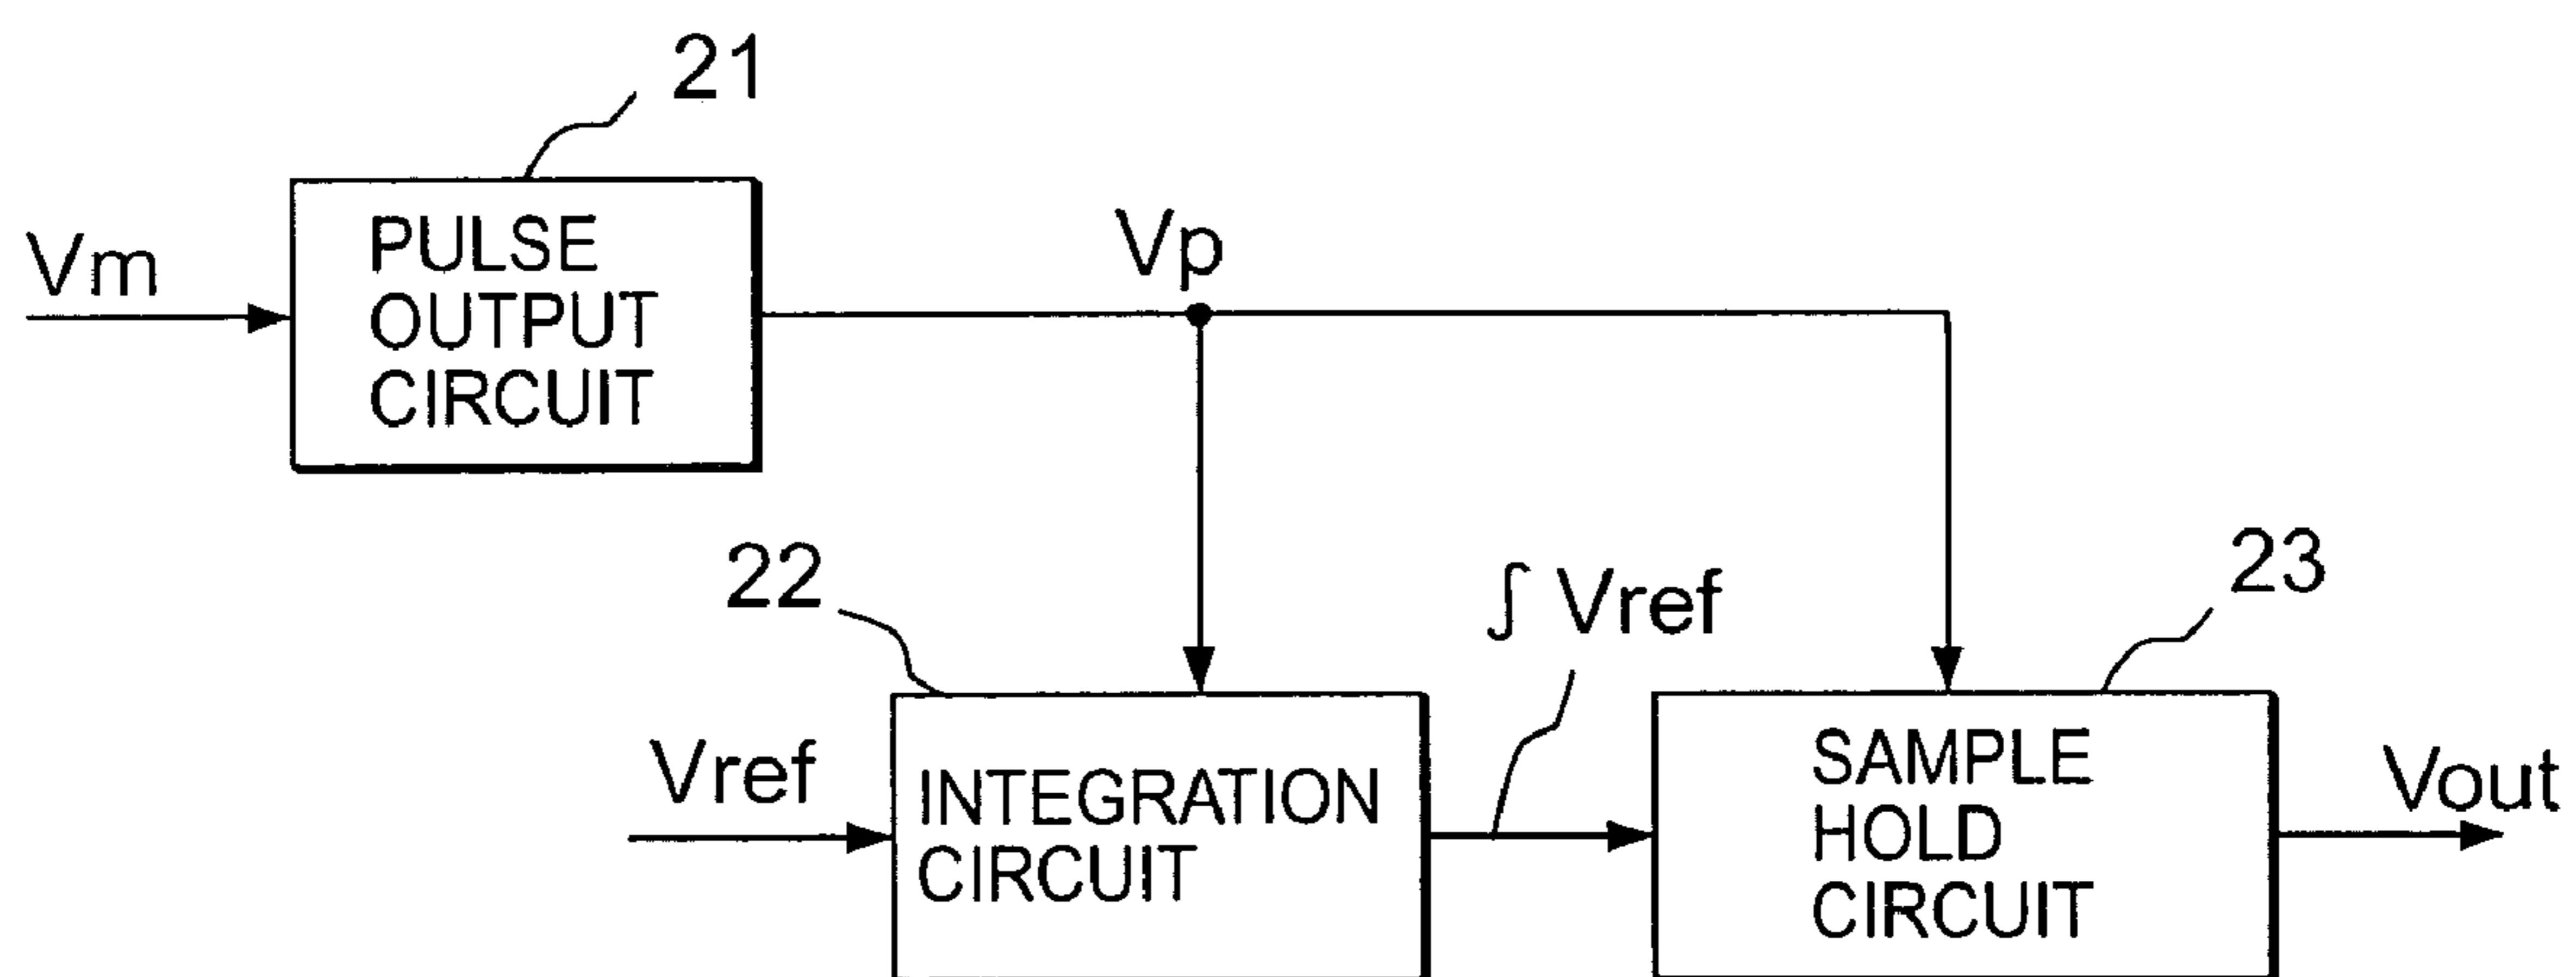 21
Vm
PULSE
OUTPUT
CIRCUIT
Vp
22
∫ Vref
23
Vref
INTEGRATION
CIRCUIT
SAMPLE
HOLD
CIRCUIT
Vout